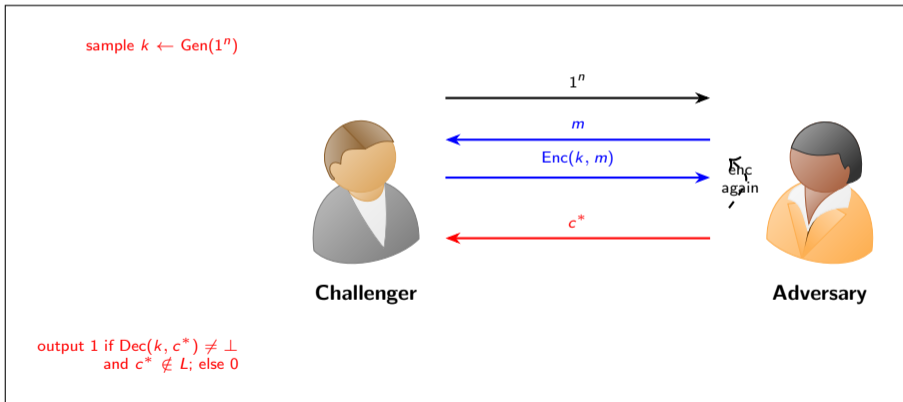 sample k ← Gen(1ⁿ)
1ⁿ
m
Enc(k, m)
enc
again
c*
Challenger
Adversary
output 1 if Dec(k, c*) ≠ ⊥
and c* ∉ L; else 0